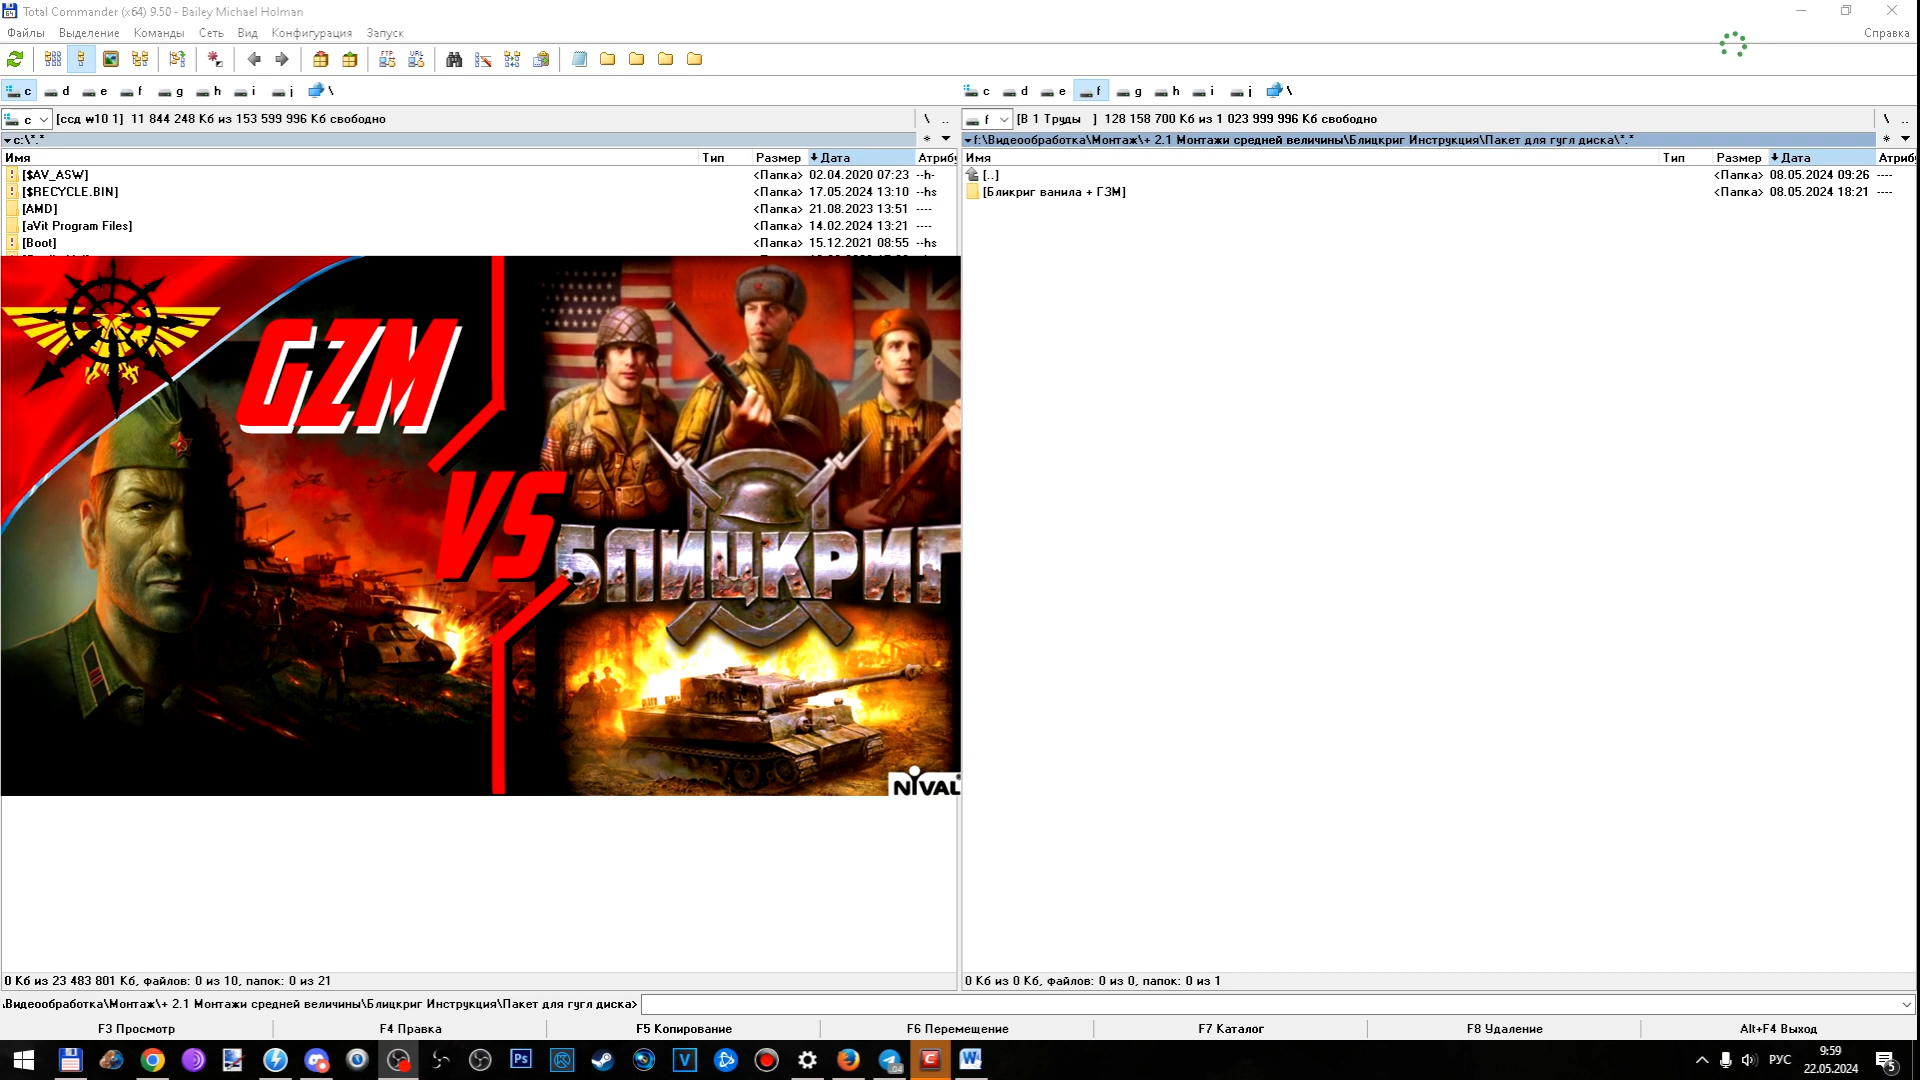 Total Commander (x64) 9.50 - Bailey Michael Holman
Файлы Выделение Команды Сеть Вид Конфигурация Запуск Справка
FTP URL
c d e f g h i j \
c d e f g h i j \
c [ссд w10 1] 11 844 248 Кб из 153 599 996 Кб свободно \ ..
f [В 1 Труды ] 128 158 700 Кб из 1 023 999 996 Кб свободно \ ..
c:\*.* *
f:\Видеообработка\Монтаж\+ 2.1 Монтажи средней величины\Блицкриг Инструкция\Пакет для гугл диска\*.* *
Имя Тип Размер Дата Атрибу
Имя Тип Размер Дата Атрибу
[$AV_ASW] <Папка> 02.04.2020 07:23 --h-
[..] <Папка> 08.05.2024 09:26 ----
[$RECYCLE.BIN] <Папка> 17.05.2024 13:10 --hs
[Бликриг ванила + ГЗМ] <Папка> 08.05.2024 18:21 ----
[AMD] <Папка> 21.08.2023 13:51 ----
[aVit Program Files] <Папка> 14.02.2024 13:21 ----
[Boot] <Папка> 15.12.2021 08:55 --hs
GZM
VS
БЛИЦКРИГ
136
NIVAL
0 Кб из 23 483 801 Кб, файлов: 0 из 10, папок: 0 из 21
0 Кб из 0 Кб, файлов: 0 из 0, папок: 0 из 1
.Видеообработка\Монтаж\+ 2.1 Монтажи средней величины\Блицкриг Инструкция\Пакет для гугл диска>
F3 Просмотр F4 Правка F5 Копирование F6 Перемещение F7 Каталог F8 Удаление Alt+F4 Выход
Ps V C W РУС 9:59
22.05.2024 5